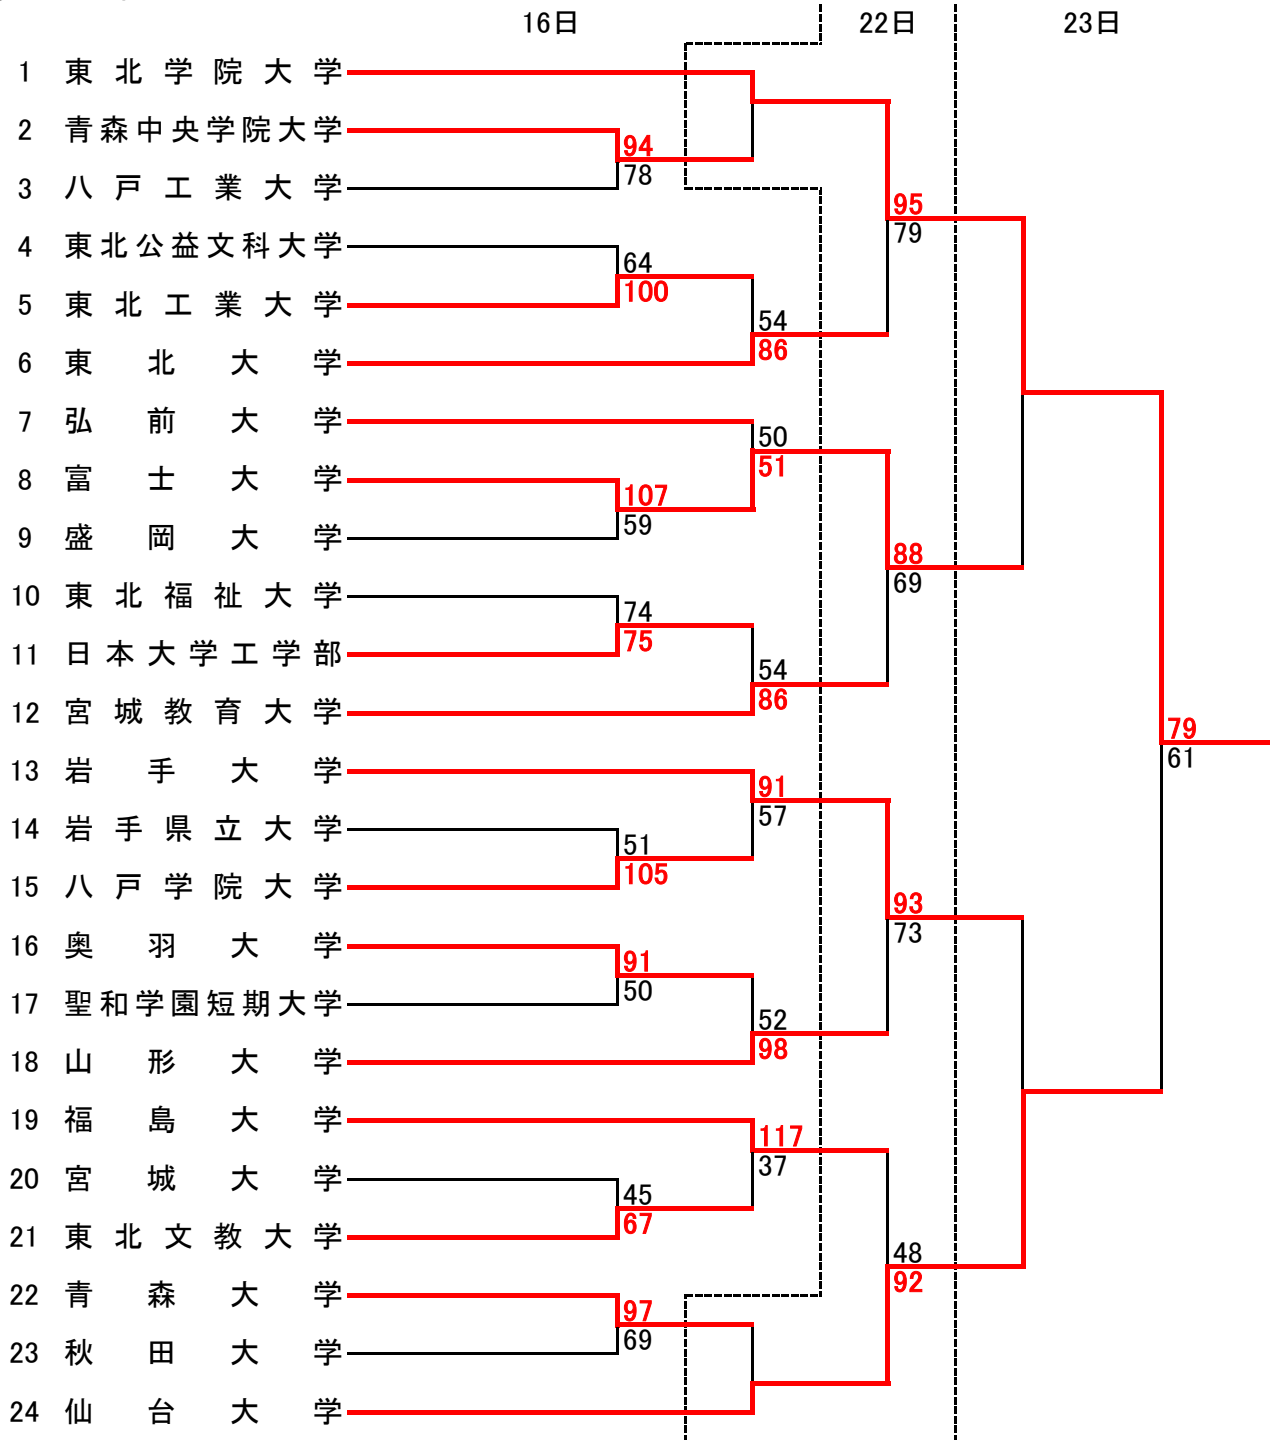 16日 22日 23日
1 東北学院大学
2 青森中央学院大学
94
78
3 八戸工業大学
95
79
4 東北公益文科大学
64
100
5 東北工業大学
54
86
6 東北大学
7 弘前大学
50
51
8 富士大学
107
59
9 盛岡大学
88
69
10 東北福祉大学
74
75
11 日本大学工学部
54
86
12 宮城教育大学
79
61
13 岩手大学
91
57
14 岩手県立大学
51
105
15 八戸学院大学
93
73
16 奥羽大学
91
50
17 聖和学園短期大学
52
98
18 山形大学
19 福島大学
117
37
20 宮城大学
45
67
21 東北文教大学
48
92
22 青森大学
97
69
23 秋田大学
24 仙台大学